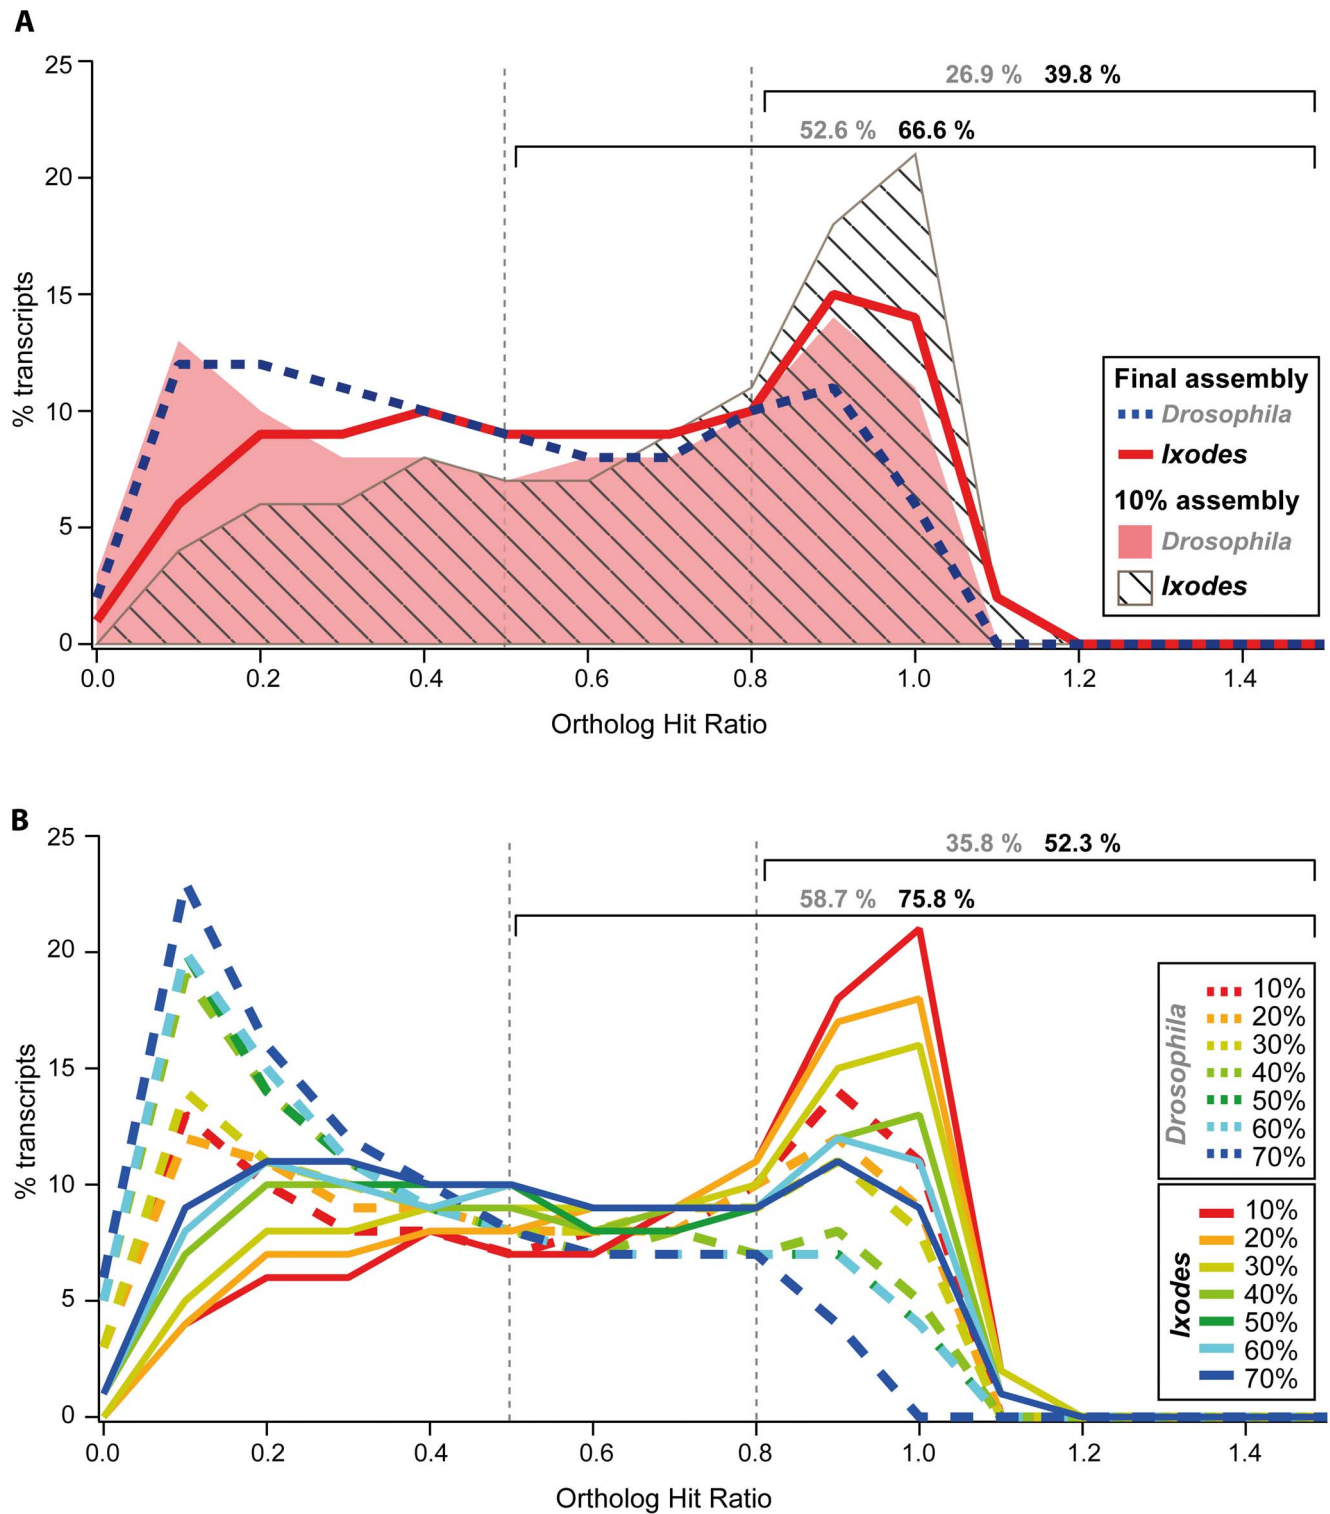 A
25
20
15
10
5
0
% transcripts
26.9 % 39.8 %
52.6 % 66.6 %
Final assembly
Drosophila
Ixodes
10% assembly
Drosophila
Ixodes
0.0 0.2 0.4 0.6 0.8 1.0 1.2 1.4
Ortholog Hit Ratio
B
25
20
15
10
5
0
% transcripts
35.8 % 52.3 %
58.7 % 75.8 %
Drosophila
10%
20%
30%
40%
50%
60%
70%
Ixodes
10%
20%
30%
40%
50%
60%
70%
0.0 0.2 0.4 0.6 0.8 1.0 1.2 1.4
Ortholog Hit Ratio